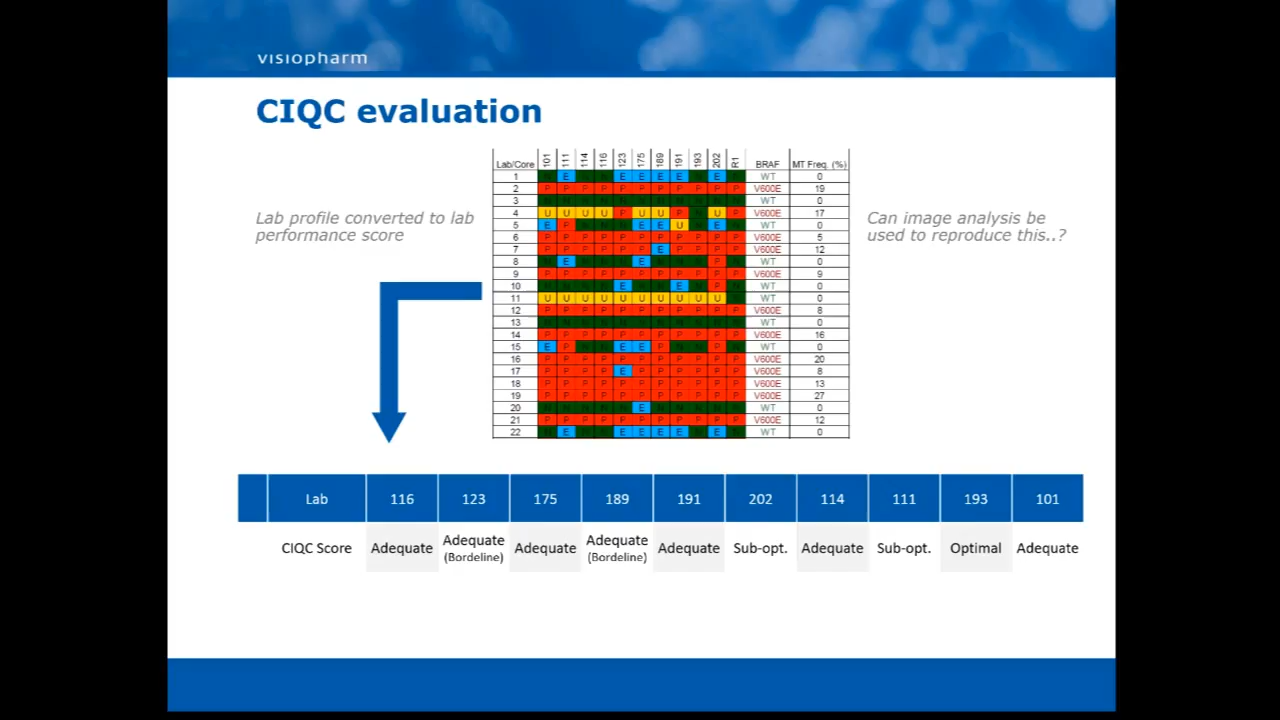 visiopharm
CIQC evaluation
Lab profile converted to lab
performance score
Lab/Core 101 111 114 116 123 175 189 191 193 202 R1 BRAF MT Freq. (%)
1 N E N N E E E E N E N WT 0
2 P P P P P P P P P P P V600E 19
3 N N N N N N N N N N N WT 0
4 U U U U P U U P N U P V600E 17
5 E P N N N E E U N E N WT 0
6 P P P P P P P P P P P V600E 5
7 P P P P P P E P P P P V600E 12
8 N E N N N E N N N P N WT 0
9 P P P P P P P P P P P V600E 9
10 N N N N E N N E N P N WT 0
11 U U U U U U U U U U N WT 0
12 P P P P P P P P P P P V600E 8
13 N N N N N N N N N N N WT 0
14 P P P P P P P P P P P V600E 16
15 E P N N E E P N N P N WT 0
16 P P P P P P P P P P P V600E 20
17 P P P P E P P P P P P V600E 8
18 P P P P P P P P P P P V600E 13
19 P P P P P P P P P P P V600E 27
20 N N N N N E N N N N N WT 0
21 P P P P P P P P P P P V600E 12
22 N E N N E E E E N E N WT 0
Can image analysis be
used to reproduce this..?
Lab 116 123 175 189 191 202 114 111 193 101
CIQC Score Adequate Adequate (Bordeline) Adequate Adequate (Bordeline) Adequate Sub-opt. Adequate Sub-opt. Optimal Adequate